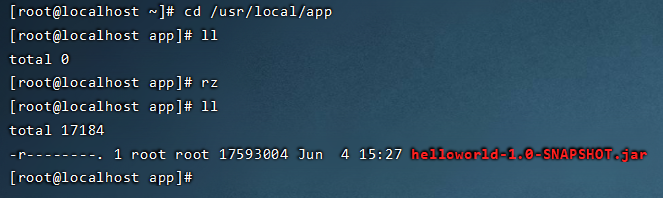 [root@localhost ~]# cd /usr/local/app
[root@localhost app]# ll
total 0
[root@localhost app]# rz
[root@localhost app]# ll
total 17184
-r--------. 1 root root 17593004 Jun  4 15:27 helloworld-1.0-SNAPSHOT.jar
[root@localhost app]#